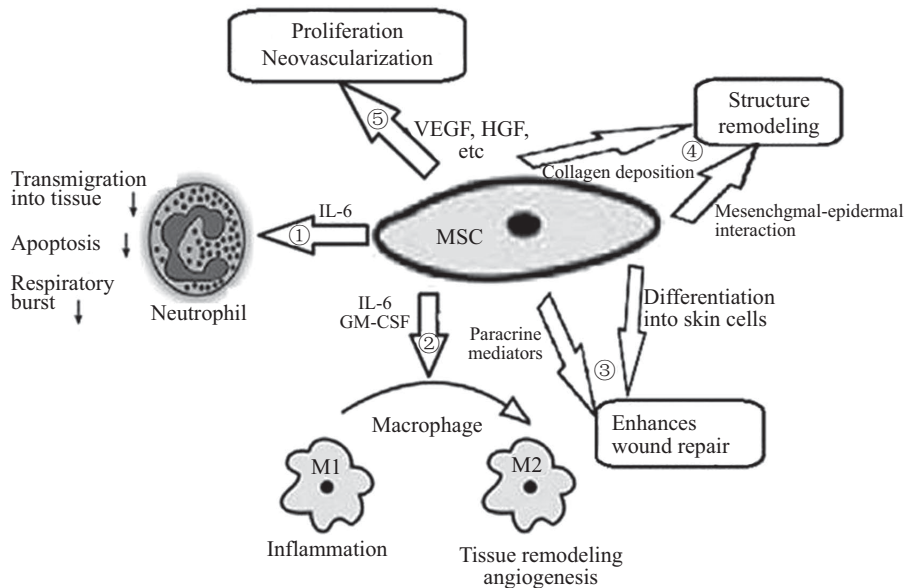 Proliferation
Neovascularization
⑤
VEGF, HGF,
etc
Structure
remodeling
④
Collagen deposition
Mesenchgmal-epidermal
interaction
Transmigration
into tissue
Apoptosis
Respiratory
burst
Neutrophil
①
IL-6
MSC
IL-6
GM-CSF
②
Paracrine
mediators
③
Differentiation
into skin cells
Enhances
wound repair
Macrophage
M1
Inflammation
M2
Tissue remodeling
angiogenesis